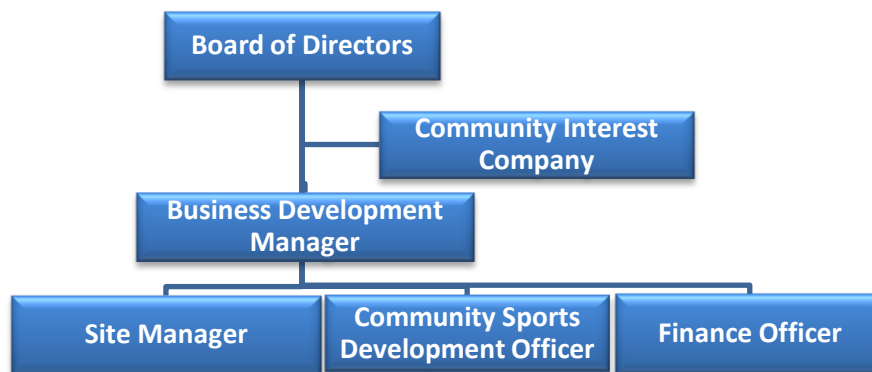 Board of Directors
Community Interest
Company
Business Development
Manager
Site Manager
Community Sports
Development Officer
Finance Officer